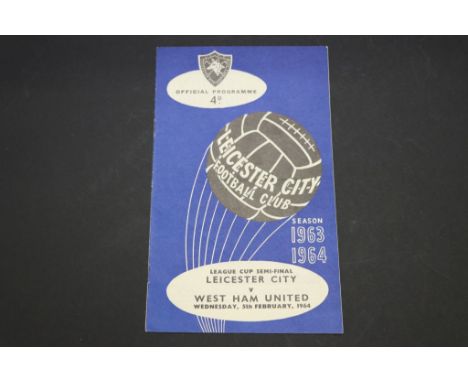 OFFICIAL PROGRAMME
4D
LEICESTER CITY
FOOTBALL CLUB
SEASON
1963
1964
LEAGUE CUP SEMI-FINAL
LEICESTER CITY
v
WEST HAM UNITED
WEDNESDAY, 5th FEBRUARY, 1964